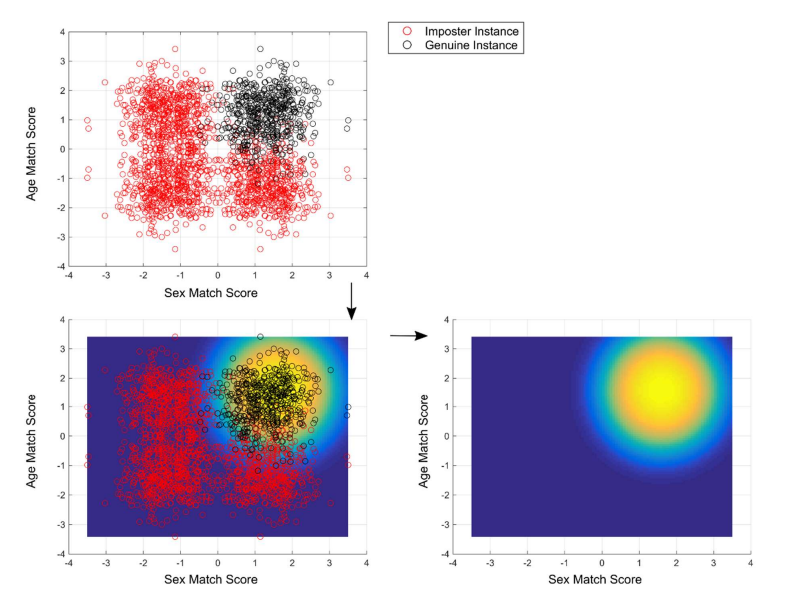 Imposter Instance
Genuine Instance
4
3
2
1
0
-1
-2
-3
-4
Age Match Score
-4 -3 -2 -1 0 1 2 3 4
Sex Match Score
4
3
2
1
0
-1
-2
-3
-4
Age Match Score
-4 -3 -2 -1 0 1 2 3 4
Sex Match Score
4
3
2
1
0
-1
-2
-3
-4
Age Match Score
-4 -3 -2 -1 0 1 2 3 4
Sex Match Score